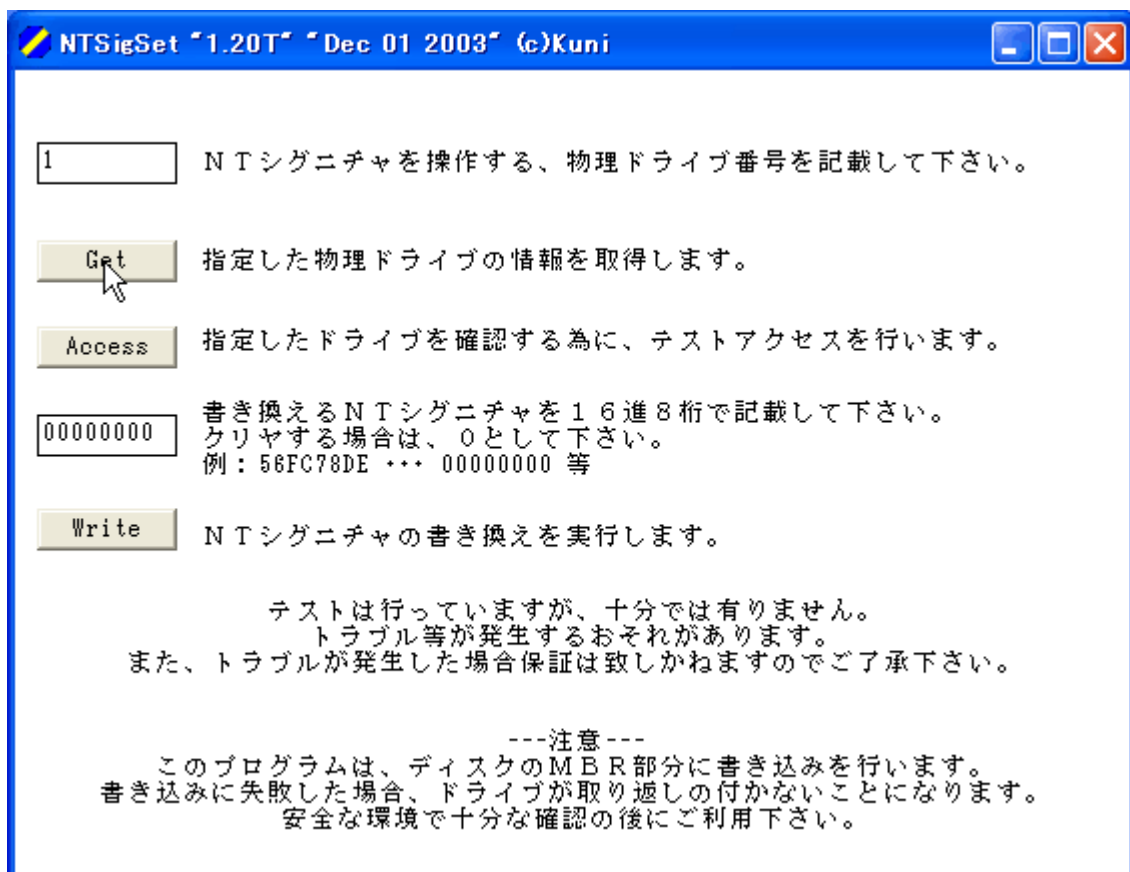 NTSigSet "1.20T" "Dec 01 2003" (c)Kuni
1 ＮＴシグニチャを操作する、物理ドライブ番号を記載して下さい。
Get 指定した物理ドライブの情報を取得します。
Access 指定したドライブを確認する為に、テストアクセスを行います。
書き換えるＮＴシグニチャを１６進８桁で記載して下さい。
00000000 クリヤする場合は、０として下さい。
例：56FC78DE ･･･ 00000000 等
Write ＮＴシグニチャの書き換えを実行します。
テストは行っていますが、十分では有りません。
トラブル等が発生するおそれがあります。
また、トラブルが発生した場合保証は致しかねますのでご了承下さい。
---注意---
このプログラムは、ディスクのＭＢＲ部分に書き込みを行います。
書き込みに失敗した場合、ドライブが取り返しの付かないことになります。
安全な環境で十分な確認の後にご利用下さい。